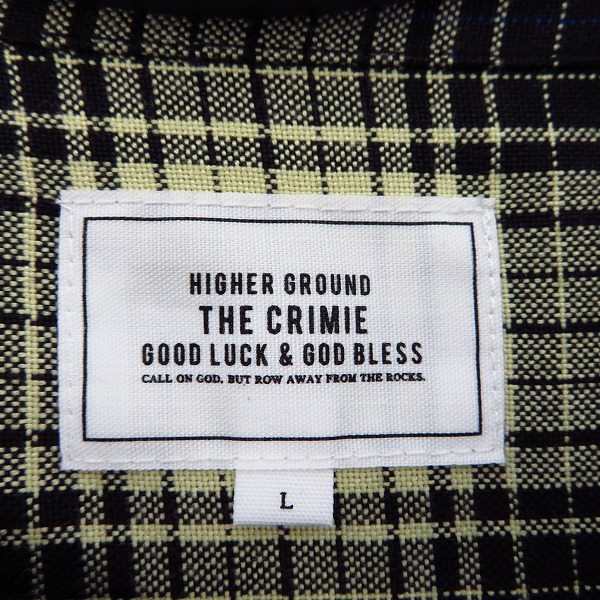 HIGHER GROUND
THE CRIMIE
GOOD LUCK & GOD BLESS
CALL ON GOD. BUT ROW AWAY FROM THE ROCKS.
L